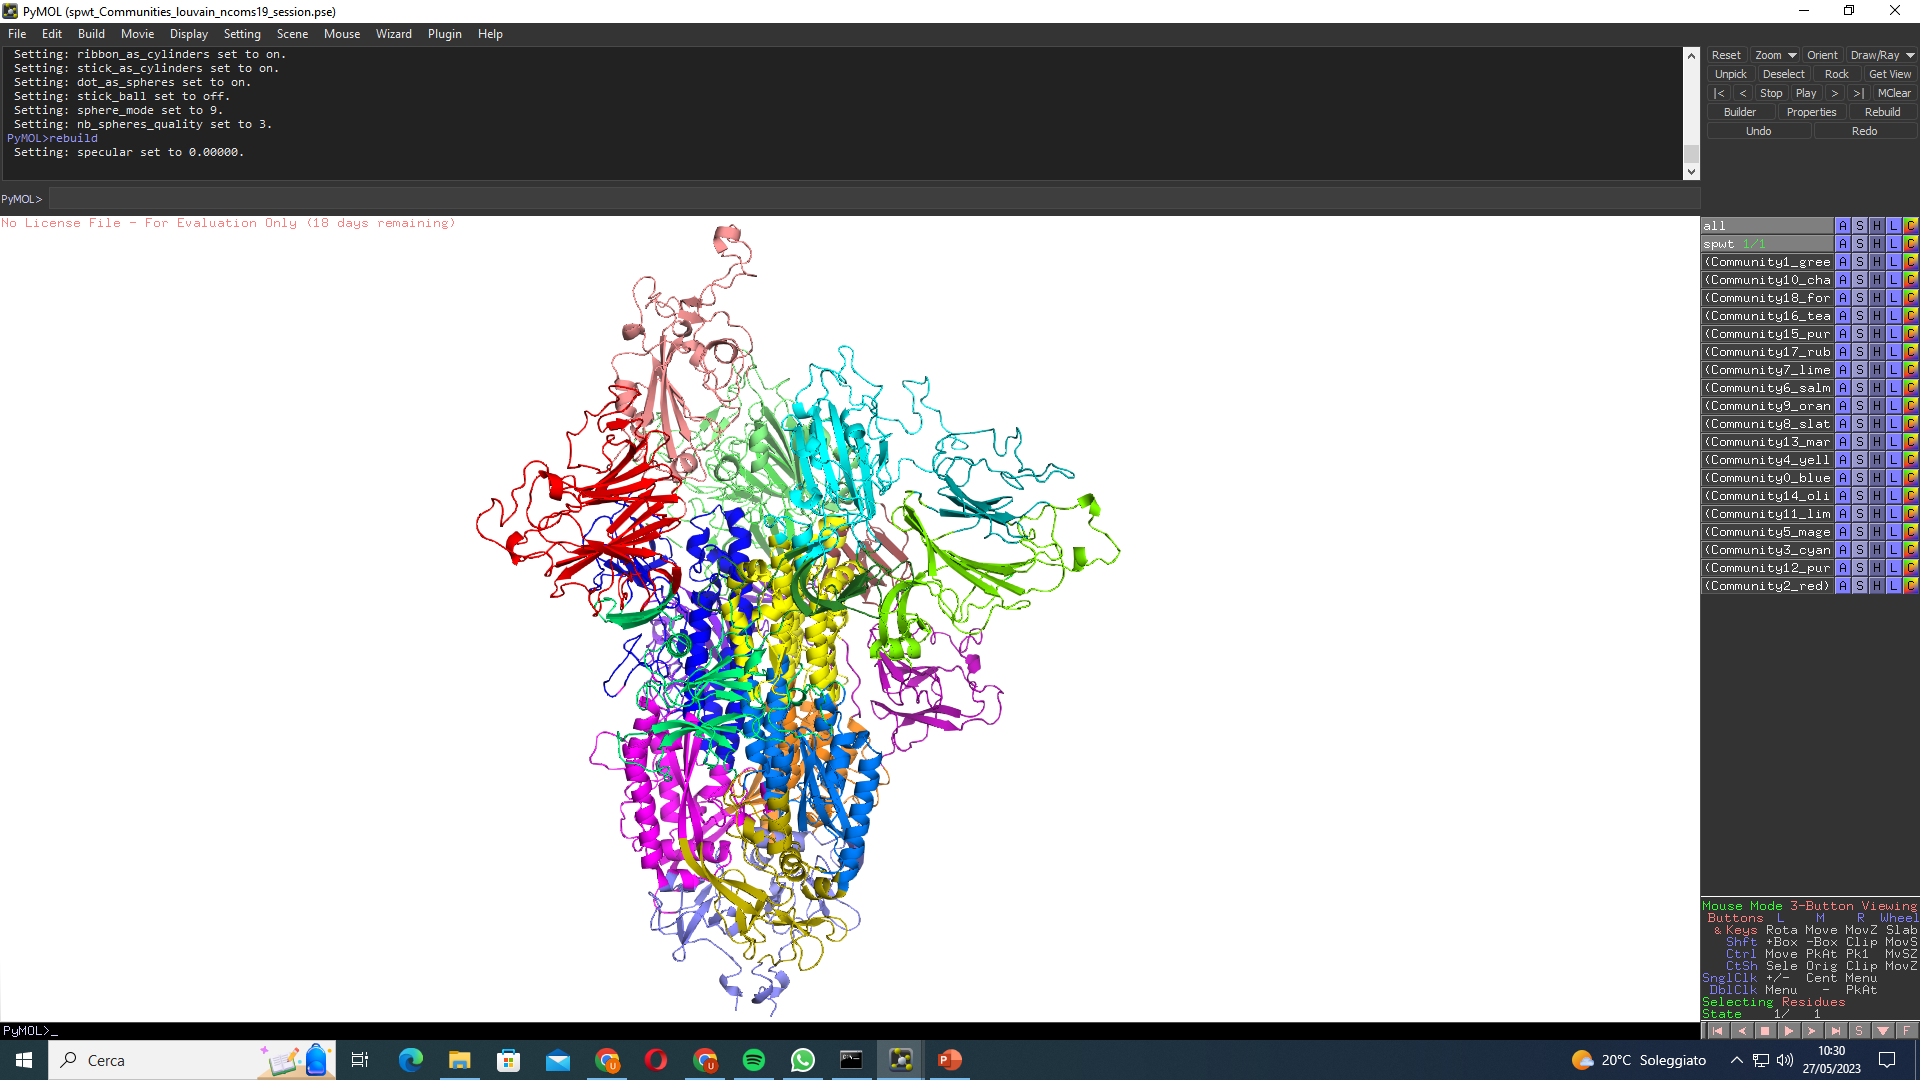 PyMOL (spwt_Communities_louvain_ncoms19_session.pse)
File Edit Build Movie Display Setting Scene Mouse Wizard Plugin Help
Setting: ribbon_as_cylinders set to on.
Setting: stick_as_cylinders set to on.
Setting: dot_as_spheres set to on.
Setting: stick_ball set to off.
Setting: sphere_mode set to 9.
Setting: nb_spheres_quality set to 3.
PyMOL>rebuild
Setting: specular set to 0.00000.
PyMOL>
Reset Zoom Orient Draw/Ray
Unpick Deselect Rock Get View
|< < Stop Play > >| MClear
Builder Properties Rebuild
Undo Redo
No License File - For Evaluation Only (18 days remaining)
all A S H L C
spwt 1/1 A S H L C
(Community1_gree A S H L C
(Community10_cha A S H L C
(Community18_for A S H L C
(Community16_tea A S H L C
(Community15_pur A S H L C
(Community17_rub A S H L C
(Community7_lime A S H L C
(Community6_salm A S H L C
(Community9_oran A S H L C
(Community8_slat A S H L C
(Community13_mar A S H L C
(Community4_yell A S H L C
(Community0_blue A S H L C
(Community14_oli A S H L C
(Community11_lim A S H L C
(Community5_mage A S H L C
(Community3_cyan A S H L C
(Community12_pur A S H L C
(Community2_red) A S H L C
Mouse Mode 3-Button Viewing
Buttons L M R Wheel
& Keys Rota Move MovZ Slab
Shft +Box -Box Clip MovS
Ctrl Move PkAt Pk1 MvSZ
CtSh Sele Orig Clip MovZ
SnglClk +/- Cent Menu
DblClk Menu - PkAt
Selecting Residues
State 1/ 1
PyMOL>_
S F
Cerca
20°C Soleggiato
10:30
27/05/2023